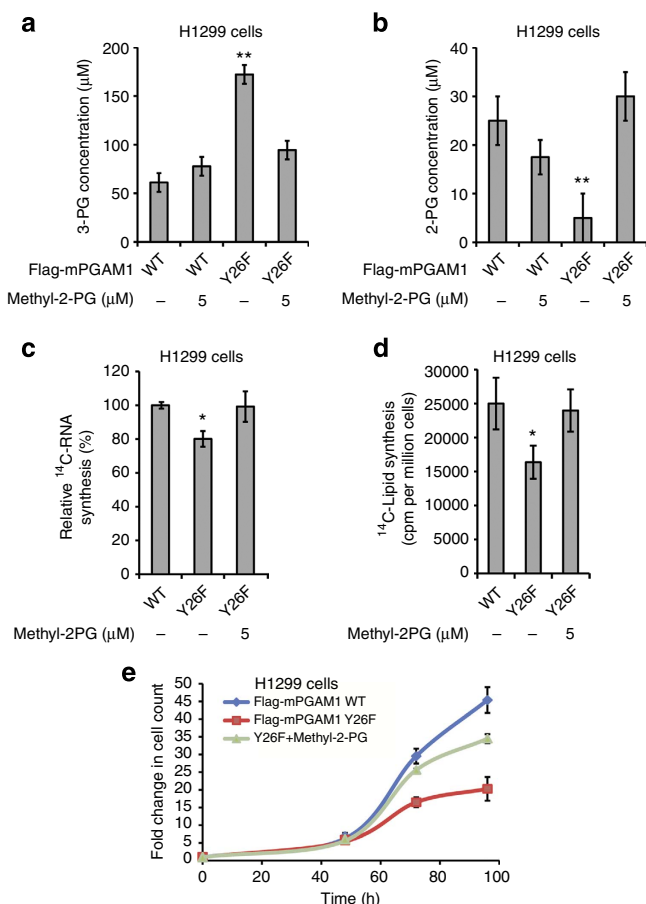 a
H1299 cells
3-PG concentration (μM)
200
150
100
50
0
**
Flag-mPGAM1 WT WT Y26F Y26F
Methyl-2-PG (μM) – 5 – 5
b
H1299 cells
2-PG concentration (μM)
40
30
20
10
0
**
Flag-mPGAM1 WT WT Y26F Y26F
Methyl-2-PG (μM) – 5 – 5
c
H1299 cells
Relative ¹⁴C-RNA
synthesis (%)
120
100
80
60
40
20
0
*
WT Y26F Y26F
Methyl-2PG (μM) – – 5
d
H1299 cells
¹⁴C-Lipid synthesis
(cpm per million cells)
30000
25000
20000
15000
10000
5000
0
*
WT Y26F Y26F
Methyl-2PG (μM) – – 5
e
H1299 cells
Flag-mPGAM1 WT
Flag-mPGAM1 Y26F
Y26F+Methyl-2-PG
Fold change in cell count
50
45
40
35
30
25
20
15
10
5
0
0 20 40 60 80 100
Time (h)